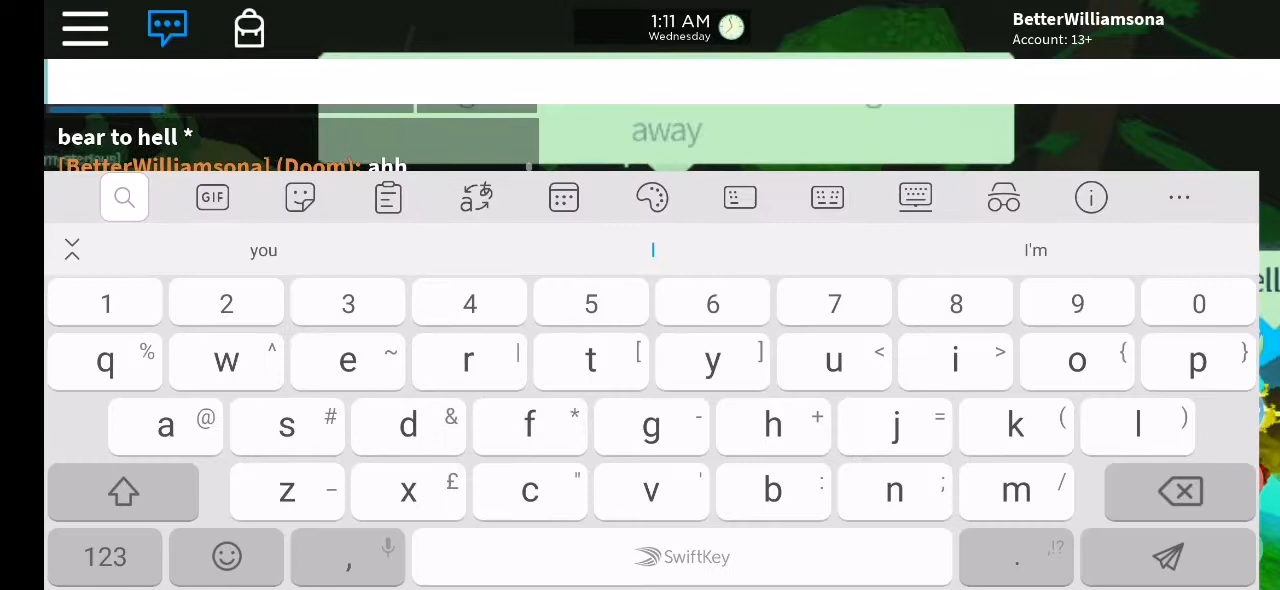 1:11 AM
Wednesday
BetterWilliamsona
Account: 13+
away
bear to hell *
[BetterWilliamsona] (Doom): ahh
GIF
you I I'm
1 2 3 4 5 6 7 8 9 0
q % w ^ e ~ r | t [ y ] u < i > o { p }
a @ s # d & f * g - h + j = k ( l )
z _ x £ c " v ' b : n ; m /
123 , SwiftKey . ,!?